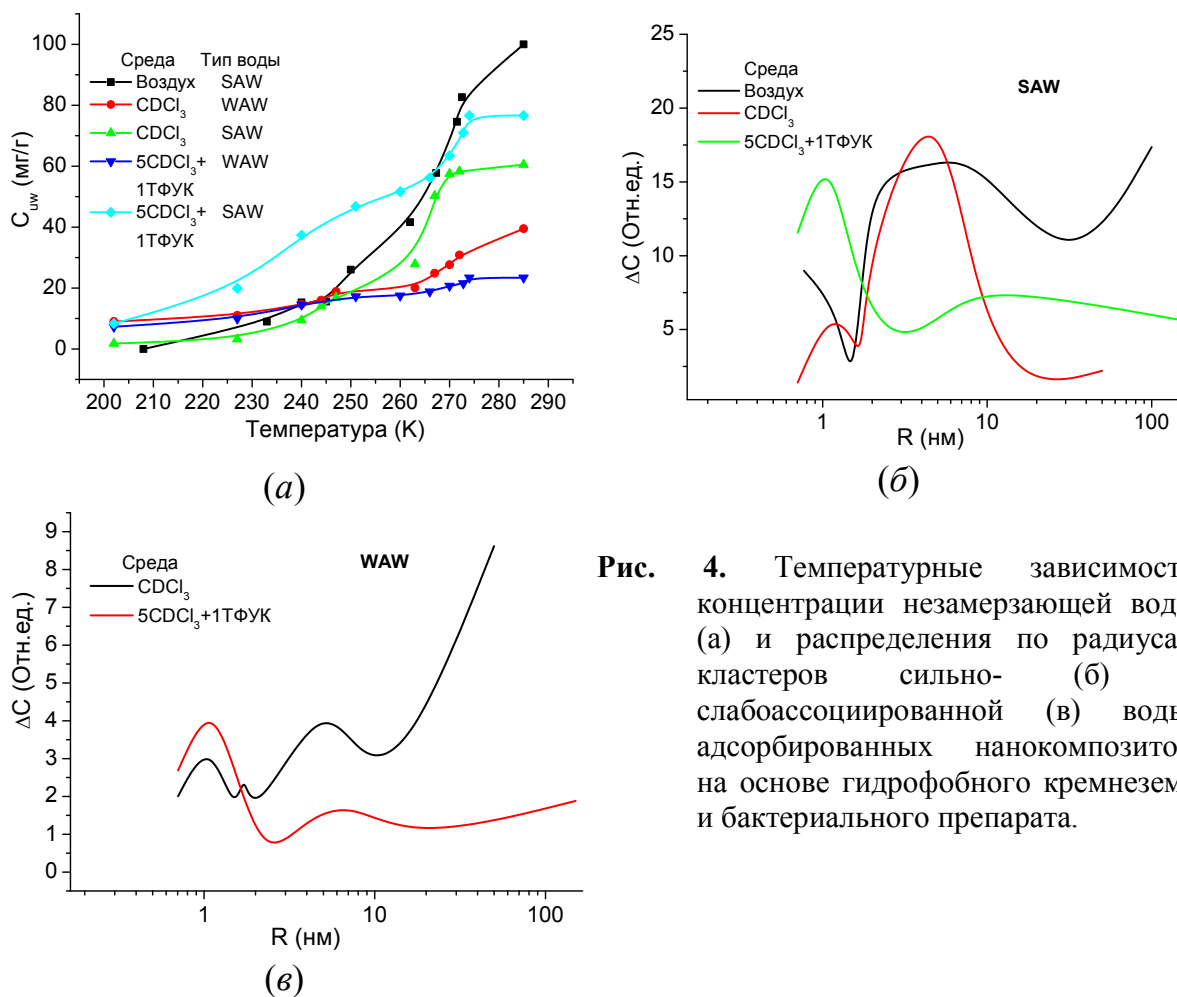 100
80
60
40
20
0
C_uw (мг/г)
Среда Тип воды
Воздух SAW
CDCl₃ WAW
CDCl₃ SAW
5CDCl₃+ WAW
1ТФУК
5CDCl₃+ SAW
1ТФУК
200 210 220 230 240 250 260 270 280 290
Температура (K)
(а)
25
20
15
10
5
ΔC (Отн.ед.)
Среда
Воздух
CDCl₃
5CDCl₃+1ТФУК
SAW
1 10 100
R (нм)
(б)
9
8
7
6
5
4
3
2
1
0
ΔC (Отн.ед.)
Среда
CDCl₃
5CDCl₃+1ТФУК
WAW
1 10 100
R (нм)
(в)
Рис. 4. Температурные зависимост
концентрации незамерзающей вод
(а) и распределения по радиуса
кластеров сильно- (б)
слабоассоциированной (в) воды
адсорбированных нанокомпозито
на основе гидрофобного кремнезем
и бактериального препарата.